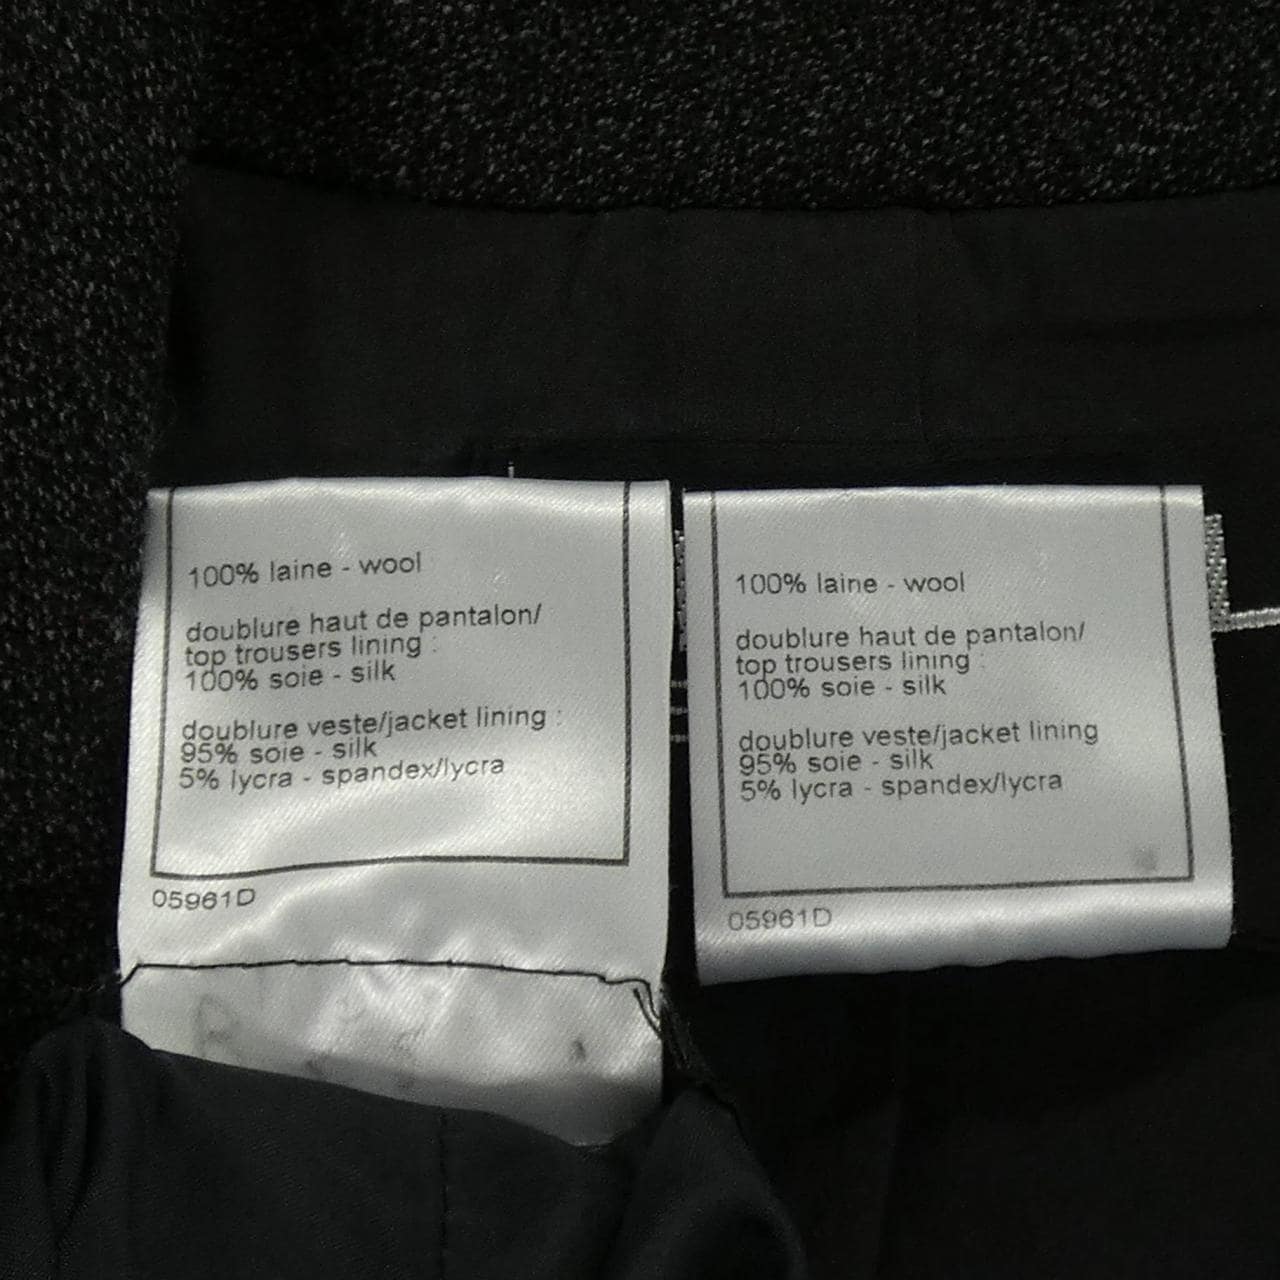 100% laine - wool
doublure haut de pantalon/
top trousers lining :
100% soie - silk
doublure veste/jacket lining :
95% soie - silk
5% lycra - spandex/lycra
05961D
100% laine - wool
doublure haut de pantalon/
top trousers lining :
100% soie - silk
doublure veste/jacket lining
95% soie - silk
5% lycra - spandex/lycra
05961D